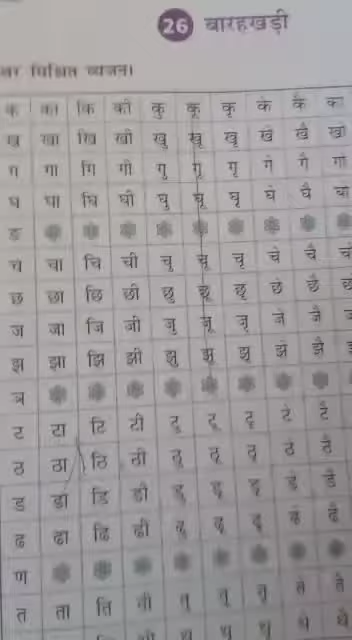 26 बारहखड़ी
क का कि की कु कू कृ के कै
ख खा खि खी खु खू खृ खे खै
ग गा गि गी गु गू गृ गे गै
घ घा घि घी घु घू घृ घे घै
ङ
च चा चि ची चु चू चृ चे चै
छ छा छि छी छु छू छृ छे छै
ज जा जि जी जु जू जृ जे जै
झ झा झि झी झु झू झृ झे झै
ञ
ट टा टि टी टु टू टृ टे टै
ठ ठा ठि ठी ठु ठू ठृ ठे ठै
ड डा डि डी डु डू डृ डे डै
ढ ढा ढि ढी ढु ढू ढृ ढे ढै
ण
त ता ति ती तु तू तृ ते तै